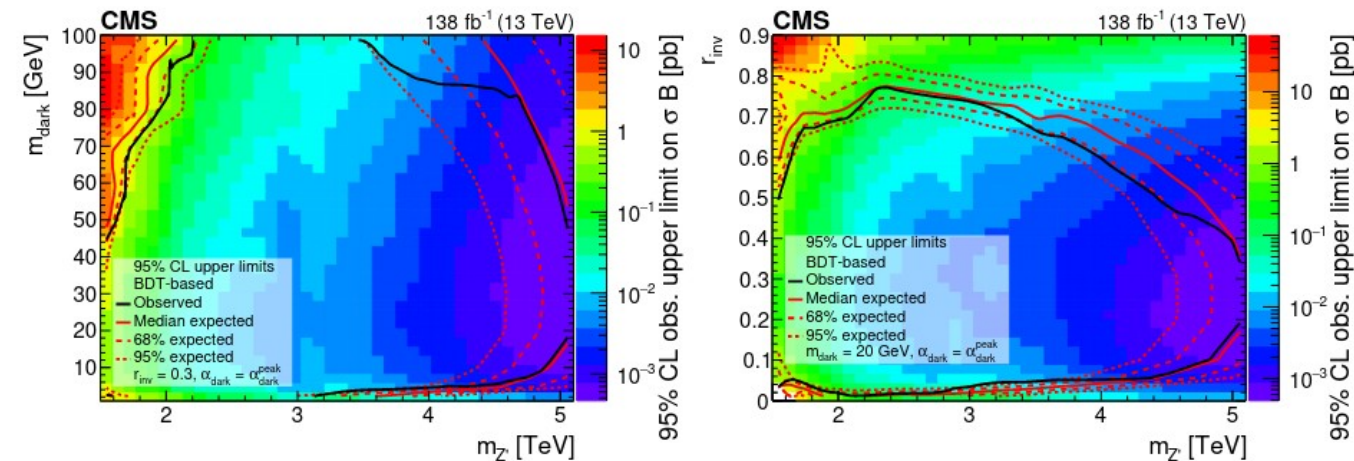 CMS 138 fb⁻¹ (13 TeV)
m_dark [GeV]
100
90
80
70
60
50
40
30
20
10
2 3 4 5
m_Z' [TeV]
95% CL upper limits
BDT-based
Observed
Median expected
68% expected
95% expected
r_inv = 0.3, α_dark = α_dark^peak
10
1
10⁻¹
10⁻²
10⁻³
95% CL obs. upper limit on σ B [pb]
CMS 138 fb⁻¹ (13 TeV)
r_inv
0.9
0.8
0.7
0.6
0.5
0.4
0.3
0.2
0.1
0
2 3 4 5
m_Z' [TeV]
95% CL upper limits
BDT-based
Observed
Median expected
68% expected
95% expected
m_dark = 20 GeV, α_dark = α_dark^peak
10
1
10⁻¹
10⁻²
10⁻³
95% CL obs. upper limit on σ B [pb]